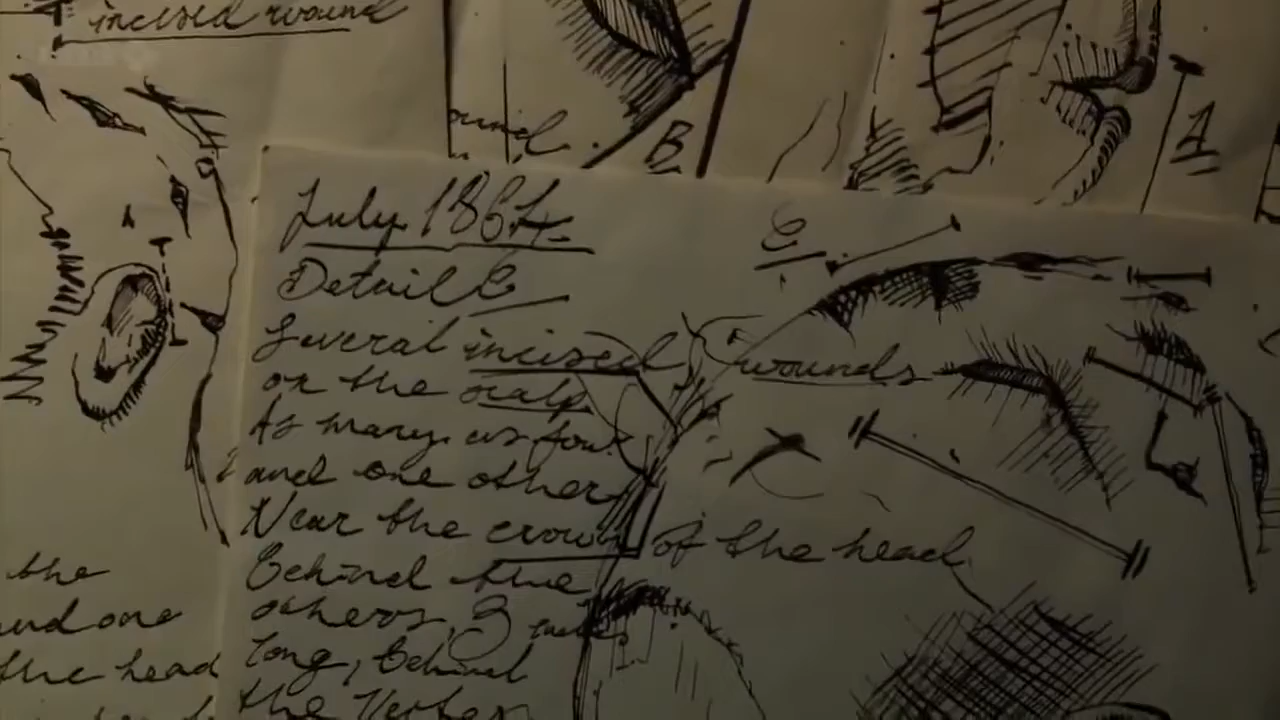 incised wound
B
A
July 1864
Detail C
Several incised wounds
on the scalp
As many as four
and one other
Near the crown of the head
Behind the
others, 3 inches
long, behind
the Vertex
C
the
and one
the head